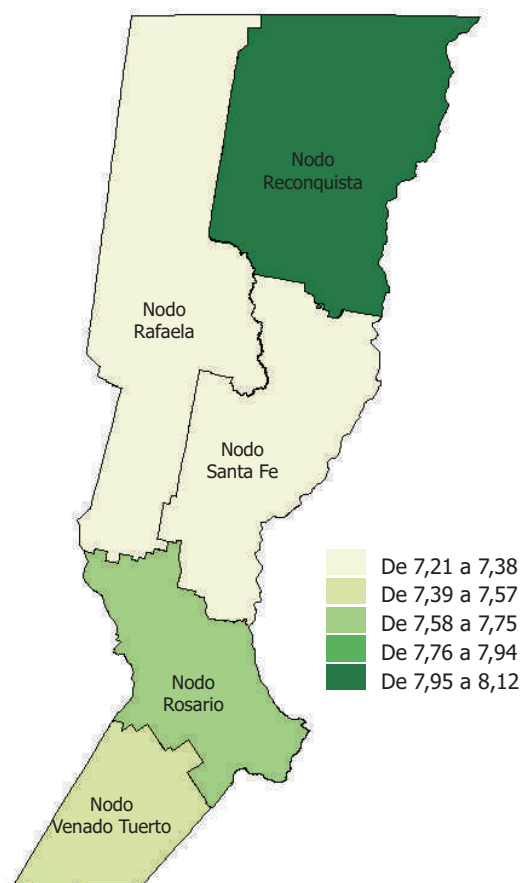 Nodo
Reconquista
Nodo
Rafaela
Nodo
Santa Fe
De 7,21 a 7,38
De 7,39 a 7,57
De 7,58 a 7,75
De 7,76 a 7,94
De 7,95 a 8,12
Nodo
Rosario
Nodo
Venado Tuerto